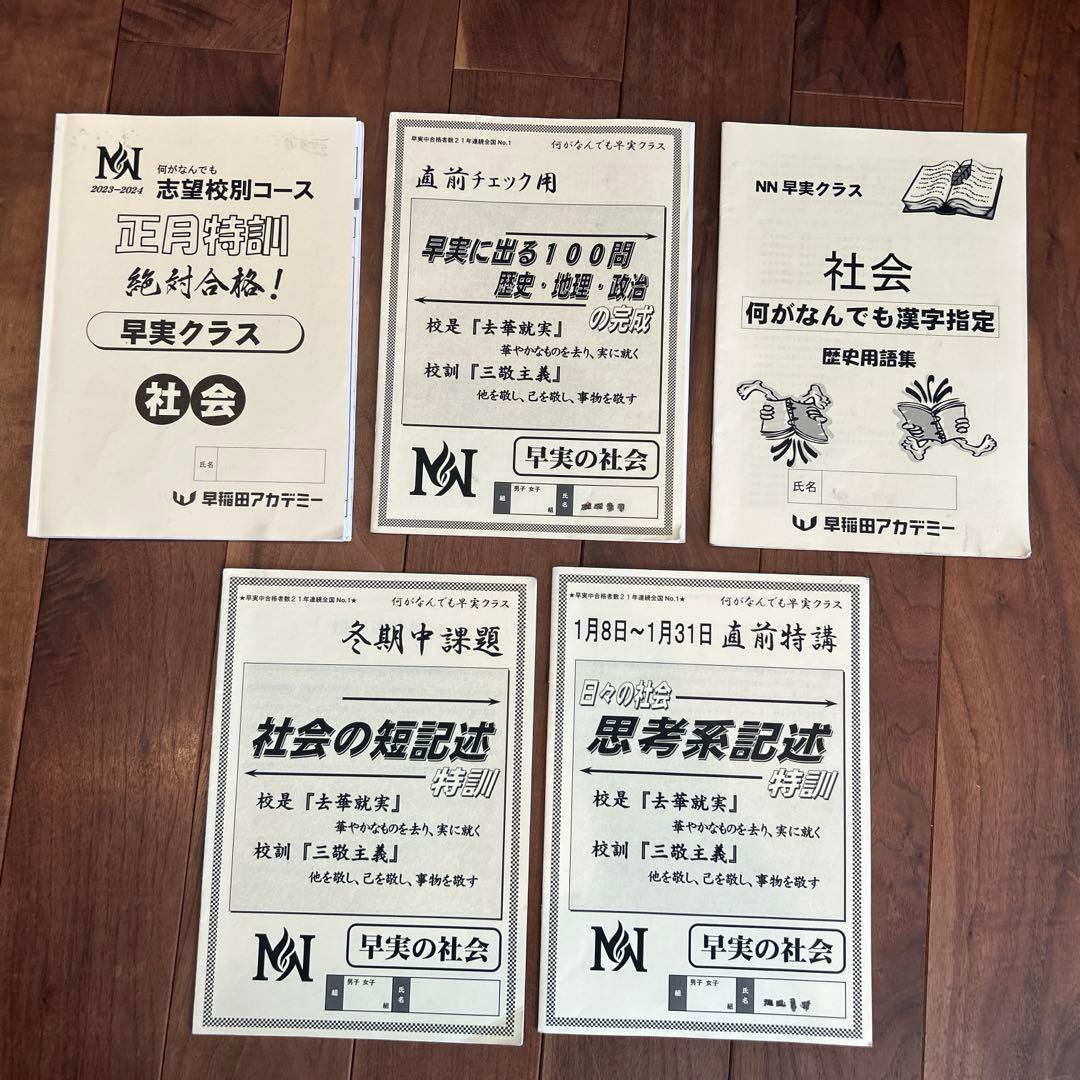 NN
2023-2024
何がなんでも
志望校別コース
正月特訓
絶対合格!
早実クラス
社会
氏名
早稲田アカデミー
早実中合格者数21年連続全国No.1
何がなんでも早実クラス
直前チェック用
早実に出る100問
歴史・地理・政治
の完成
校是『去華就実』
華やかなものを去り、実に就く
校訓『三敬主義』
他を敬し、己を敬し、事物を敬す
NN
早実の社会
組
男子 女子
組
氏名
NN早実クラス
社会
何がなんでも漢字指定
歴史用語集
氏名
早稲田アカデミー
★早実中合格者数21年連続全国No.1★
何がなんでも早実クラス
冬期中課題
社会の短記述
特訓
校是『去華就実』
華やかなものを去り、実に就く
校訓『三敬主義』
他を敬し、己を敬し、事物を敬す
NN
早実の社会
組
男子 女子
組
氏名
★早実中合格者数21年連続全国No.1★
何がなんでも早実クラス
1月8日~1月31日 直前特講
日々の社会
思考系記述
特訓
校是『去華就実』
華やかなものを去り、実に就く
校訓『三敬主義』
他を敬し、己を敬し、事物を敬す
NN
早実の社会
組
男子 女子
組
氏名